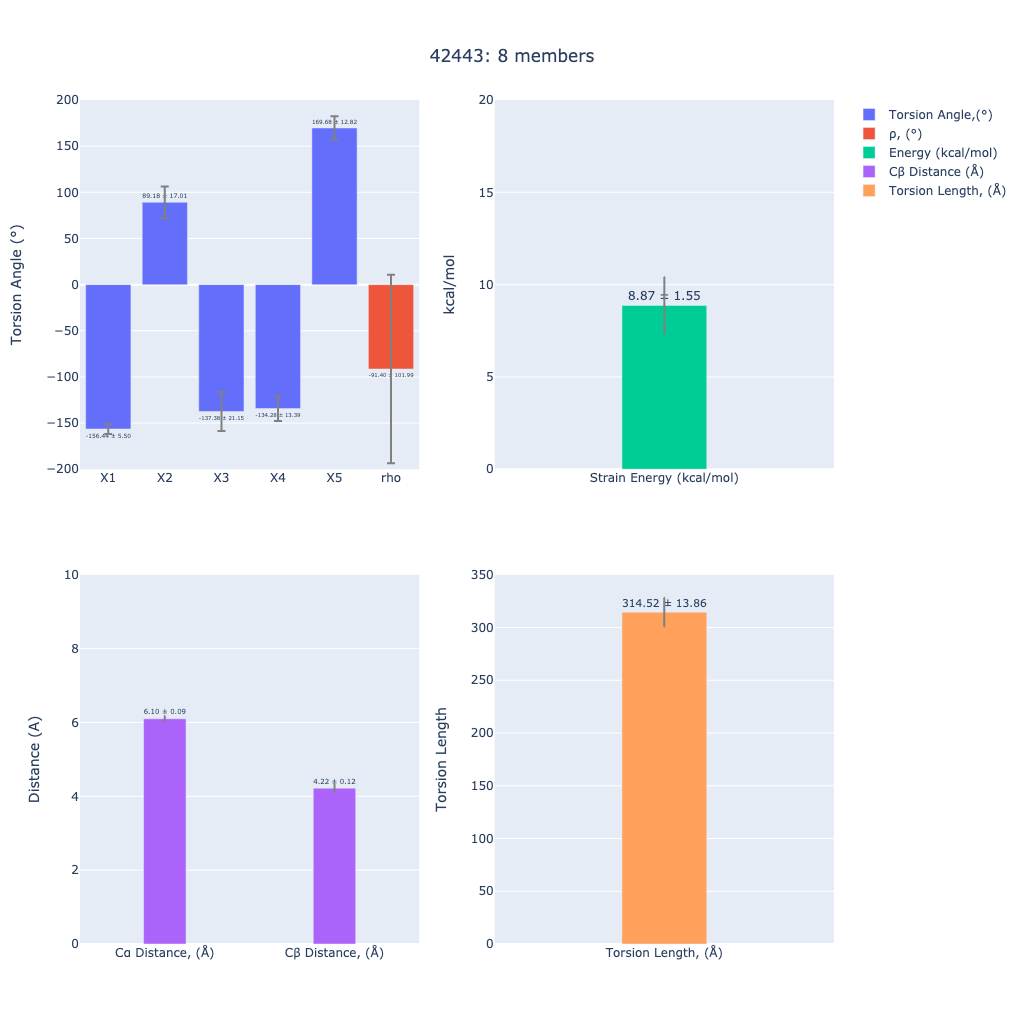 42443: 8 members
200
150
100
50
0
−50
−100
−150
−200
Torsion Angle (°)
-156.44 ± 5.50
89.18 ± 17.01
-137.38 ± 21.15
-134.26 ± 13.39
169.68 ± 12.82
-91.40 ± 101.99
X1 X2 X3 X4 X5 rho
20
15
10
5
0
kcal/mol
8.87 ± 1.55
Strain Energy (kcal/mol)
Torsion Angle,(°)
ρ, (°)
Energy (kcal/mol)
Cβ Distance (Å)
Torsion Length, (Å)
10
8
6
4
2
0
Distance (A)
6.10 ± 0.09
4.22 ± 0.12
Cα Distance, (Å) Cβ Distance, (Å)
350
300
250
200
150
100
50
0
Torsion Length
314.52 ± 13.86
Torsion Length, (Å)